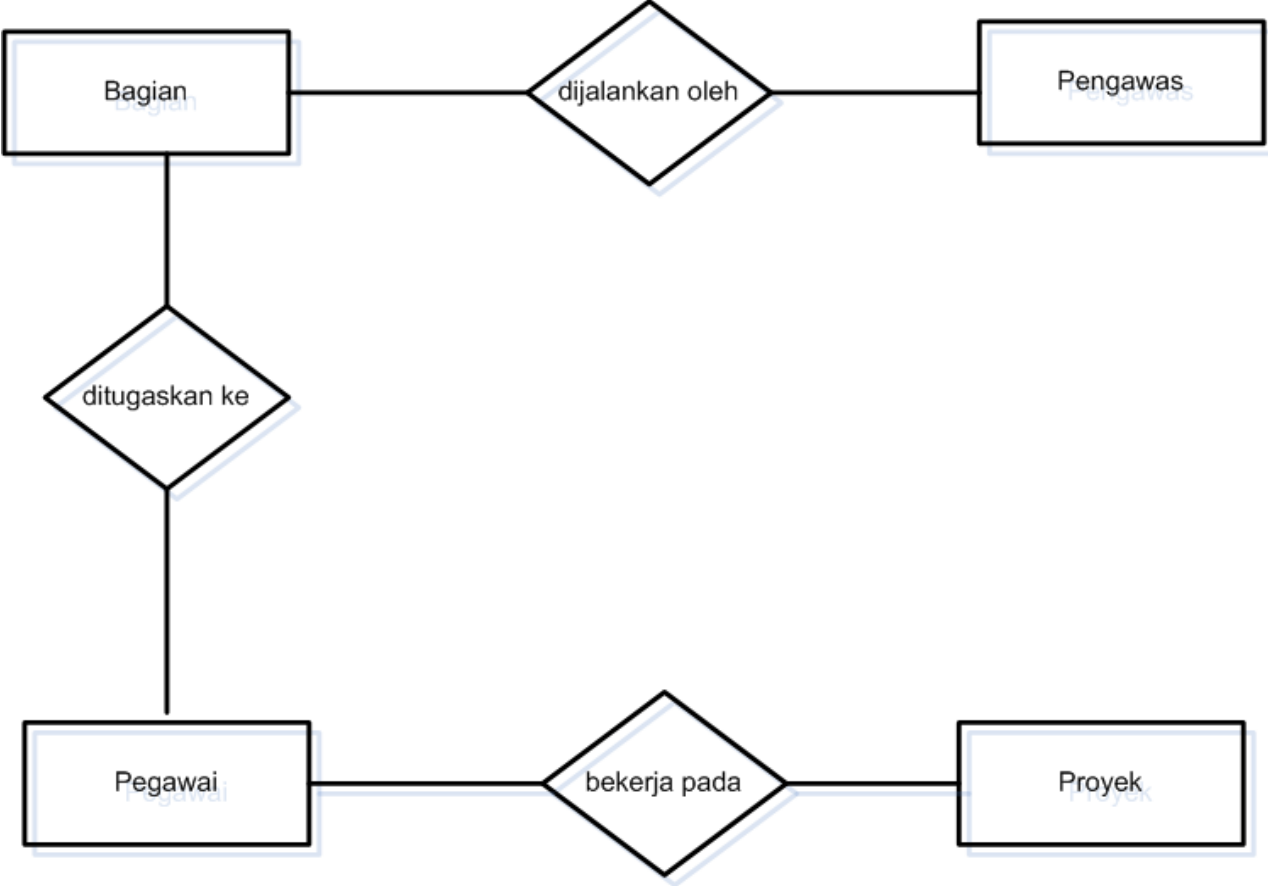 Bagian
dijalankan oleh
Pengawas
ditugaskan ke
Pegawai
bekerja pada
Proyek